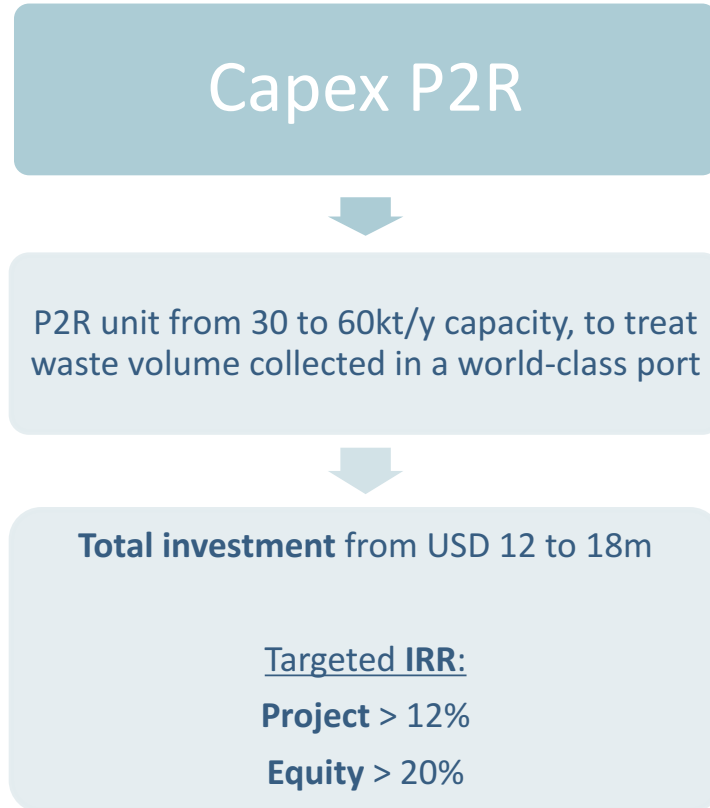 Capex P2R
P2R unit from 30 to 60kt/y capacity, to treat
waste volume collected in a world-class port
Total investment from USD 12 to 18m
Targeted IRR:
Project > 12%
Equity > 20%